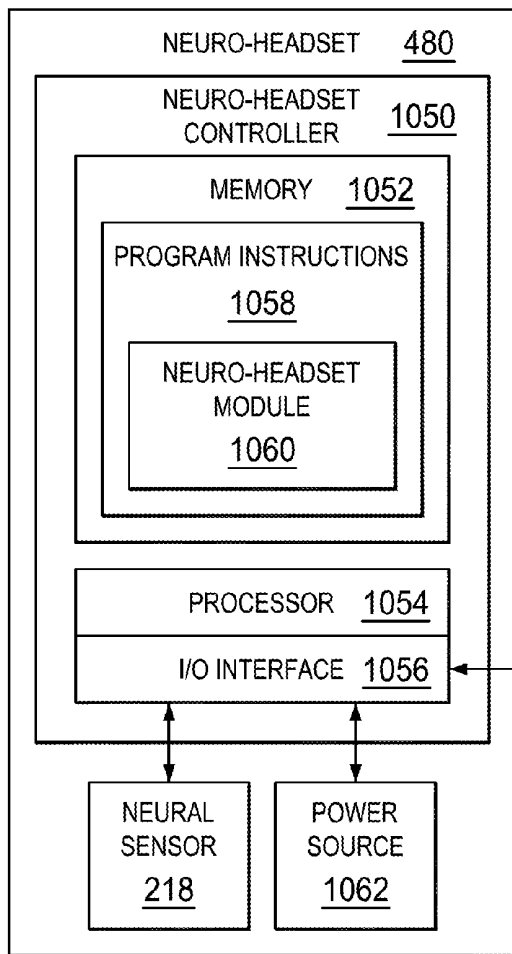 NEURO-HEADSET 480
NEURO-HEADSET
CONTROLLER 1050
MEMORY 1052
PROGRAM INSTRUCTIONS
1058
NEURO-HEADSET
MODULE
1060
PROCESSOR 1054
I/O INTERFACE 1056
NEURAL
SENSOR
218
POWER
SOURCE
1062